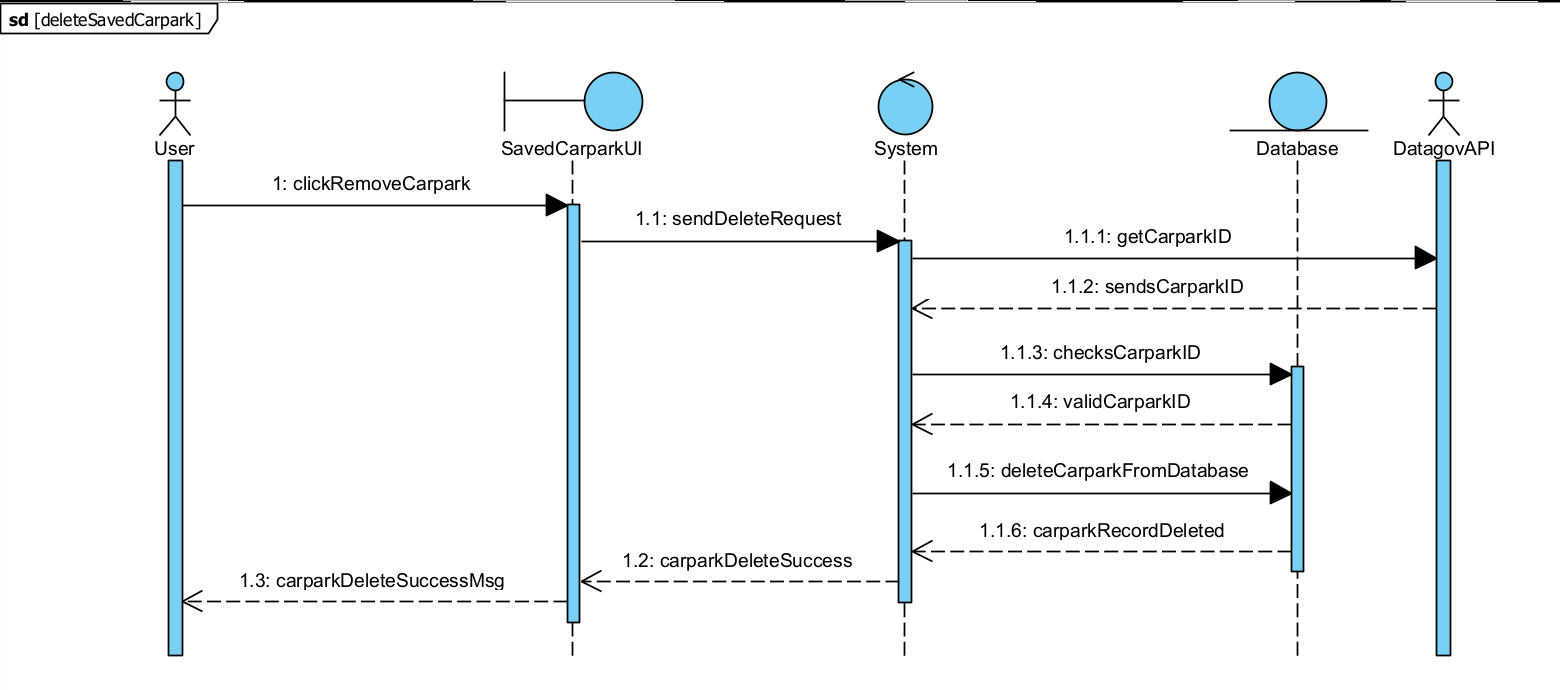 sd [deleteSavedCarpark]
User
SavedCarparkUI
System
Database
DatagovAPI
1: clickRemoveCarpark
1.1: sendDeleteRequest
1.1.1: getCarparkID
1.1.2: sendsCarparkID
1.1.3: checksCarparkID
1.1.4: validCarparkID
1.1.5: deleteCarparkFromDatabase
1.1.6: carparkRecordDeleted
1.2: carparkDeleteSuccess
1.3: carparkDeleteSuccessMsg